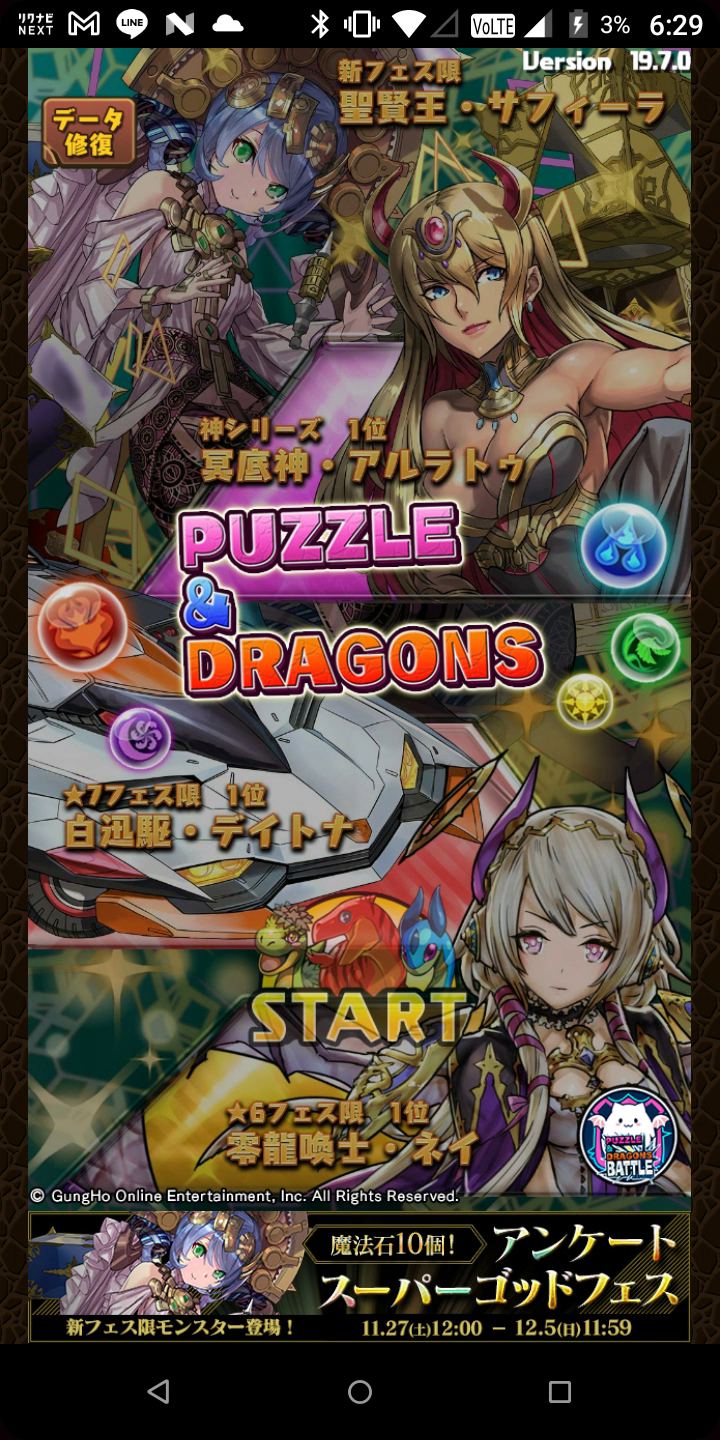 リクナビ
NEXT
LINE
VoLTE
3%
6:29
Version 19.7.0
新フェス限
聖賢王・サフィーラ
データ
修復
神シリーズ 1位
冥底神・アルラトゥ
PUZZLE
&
DRAGONS
★7フェス限 1位
白迅駆・デイトナ
START
★6フェス限 1位
零龍喚士・ネイ
PUZZLE
DRAGONS
BATTLE
© GungHo Online Entertainment, Inc. All Rights Reserved.
魔法石10個！
アンケート
スーパーゴッドフェス
新フェス限モンスター登場！
11.27(土)12:00 － 12.5(日)11:59